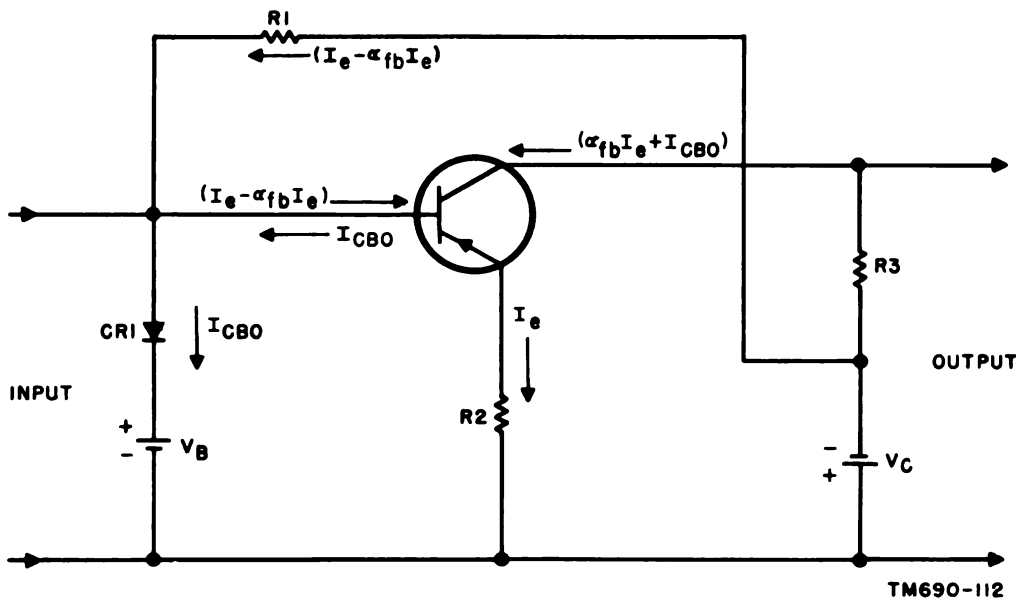 R1
(Ie-αfbIe)
(αfbIe+ICBO)
(Ie-αfbIe)
ICBO
R3
Ie
CR1
ICBO
OUTPUT
INPUT
R2
+
-
VB
-
+
VC
TM690-112